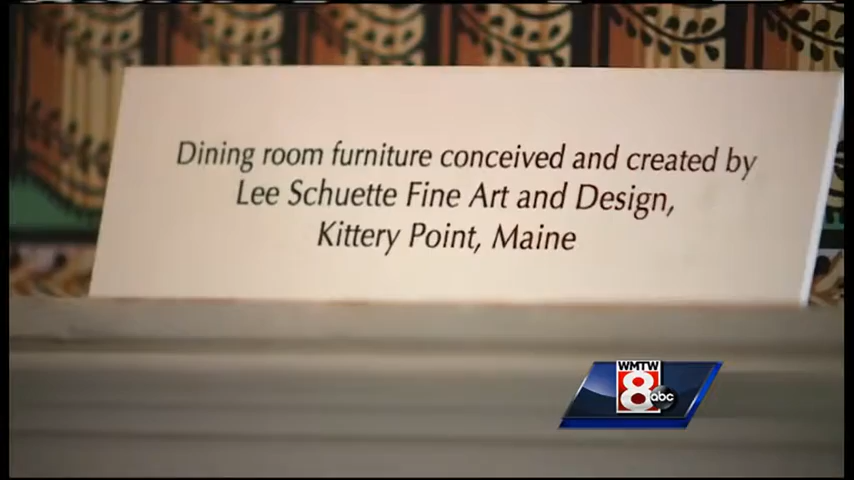 Dining room furniture conceived and created by
Lee Schuette Fine Art and Design,
Kittery Point, Maine
WMTW
8
abc